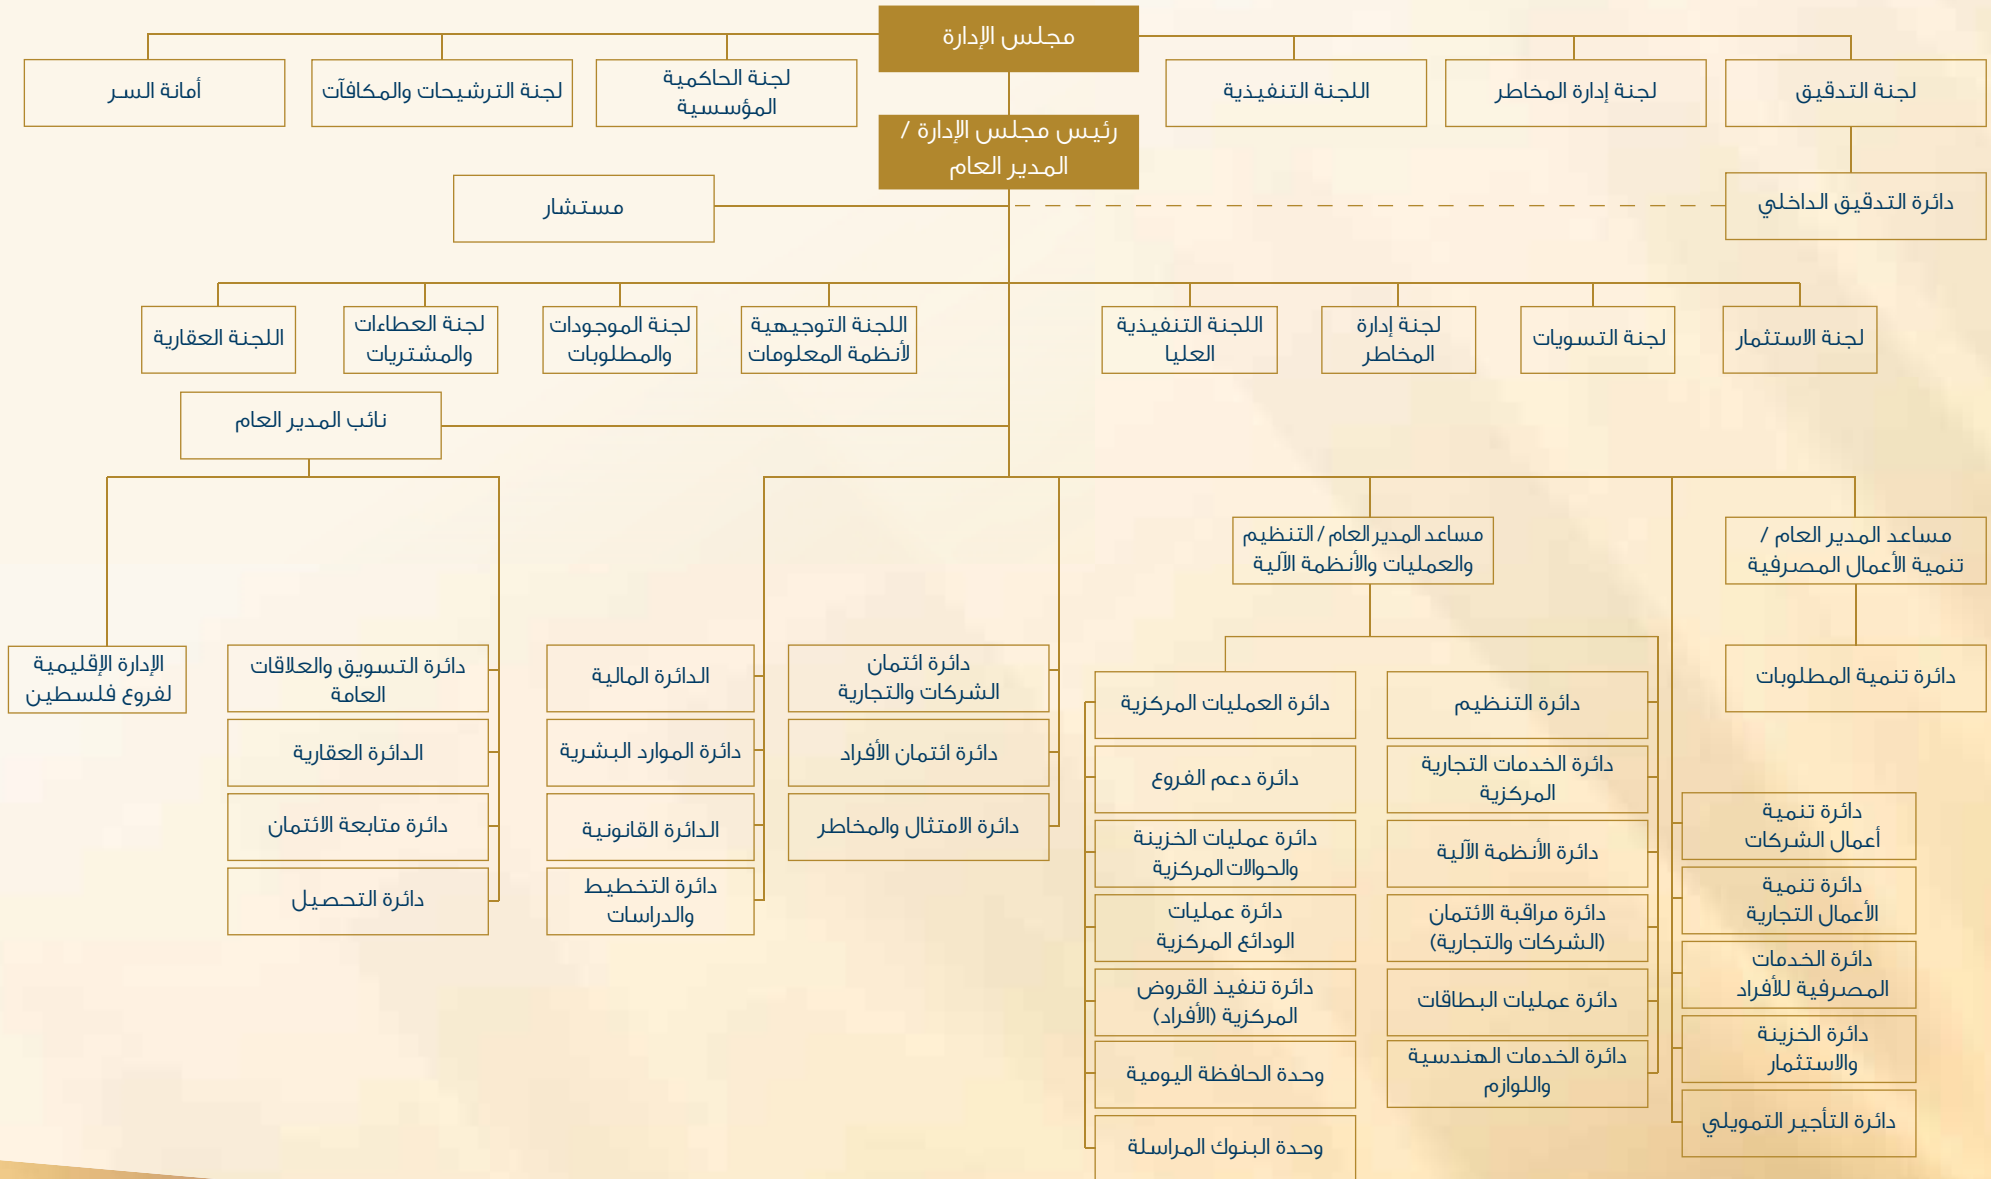 مجلس الإدارة
لجنة التدقيق
لجنة إدارة المخاطر
اللجنة التنفيذية
لجنة الحاكمية
المؤسسية
لجنة الترشيحات والمكافآت
أمانة السر
رئيس مجلس الإدارة /
المدير العام
دائرة التدقيق الداخلي
مستشار
لجنة الاستثمار
لجنة التسويات
لجنة إدارة
المخاطر
اللجنة التنفيذية
العليا
اللجنة التوجيهية
لأنظمة المعلومات
لجنة الموجودات
والمطلوبات
لجنة العطاءات
والمشتريات
اللجنة العقارية
نائب المدير العام
مساعد المدير العام /
تنمية الأعمال المصرفية
مساعد المدير العام / التنظيم
والعمليات والأنظمة الآلية
دائرة تنمية المطلوبات
دائرة تنمية
أعمال الشركات
دائرة تنمية
الأعمال التجارية
دائرة الخدمات
المصرفية للأفراد
دائرة الخزينة
والاستثمار
دائرة التأجير التمويلي
دائرة التنظيم
دائرة الخدمات التجارية
المركزية
دائرة الأنظمة الآلية
دائرة مراقبة الائتمان
(الشركات والتجارية)
دائرة عمليات البطاقات
دائرة الخدمات الهندسية
واللوازم
دائرة العمليات المركزية
دائرة دعم الفروع
دائرة عمليات الخزينة
والحوالات المركزية
دائرة عمليات
الودائع المركزية
دائرة تنفيذ القروض
المركزية (الأفراد)
وحدة الحافظة اليومية
وحدة البنوك المراسلة
دائرة ائتمان
الشركات والتجارية
دائرة ائتمان الأفراد
دائرة الامتثال والمخاطر
الدائرة المالية
دائرة الموارد البشرية
الدائرة القانونية
دائرة التخطيط
والدراسات
دائرة التسويق والعلاقات
العامة
الدائرة العقارية
دائرة متابعة الائتمان
دائرة التحصيل
الإدارة الإقليمية
لفروع فلسطين